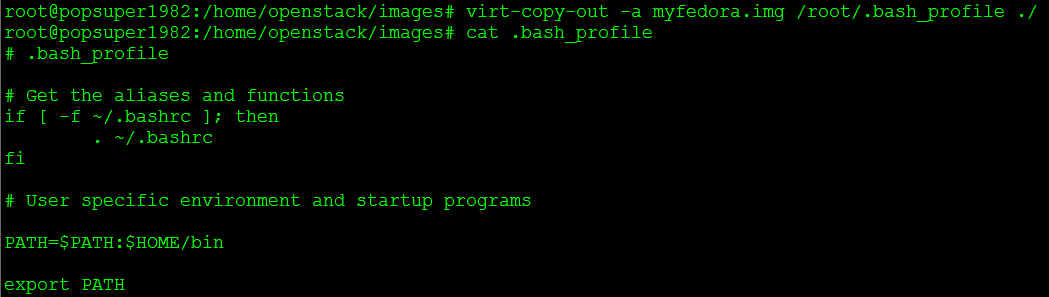 root@popsuper1982:/home/openstack/images# virt-copy-out -a myfedora.img /root/.bash_profile ./
root@popsuper1982:/home/openstack/images# cat .bash_profile
# .bash_profile

# Get the aliases and functions
if [ -f ~/.bashrc ]; then
        . ~/.bashrc
fi

# User specific environment and startup programs

PATH=$PATH:$HOME/bin

export PATH